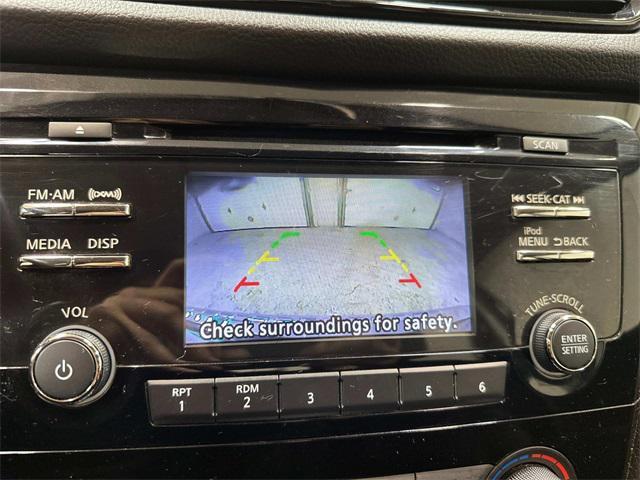 SCAN
FM·AM ((XM))
SEEK·CAT
MEDIA DISP
iPod
MENU BACK
VOL
TUNE·SCROLL
ENTER
SETTING
Check surroundings for safety.
RPT
1
RDM
2
3
4
5
6